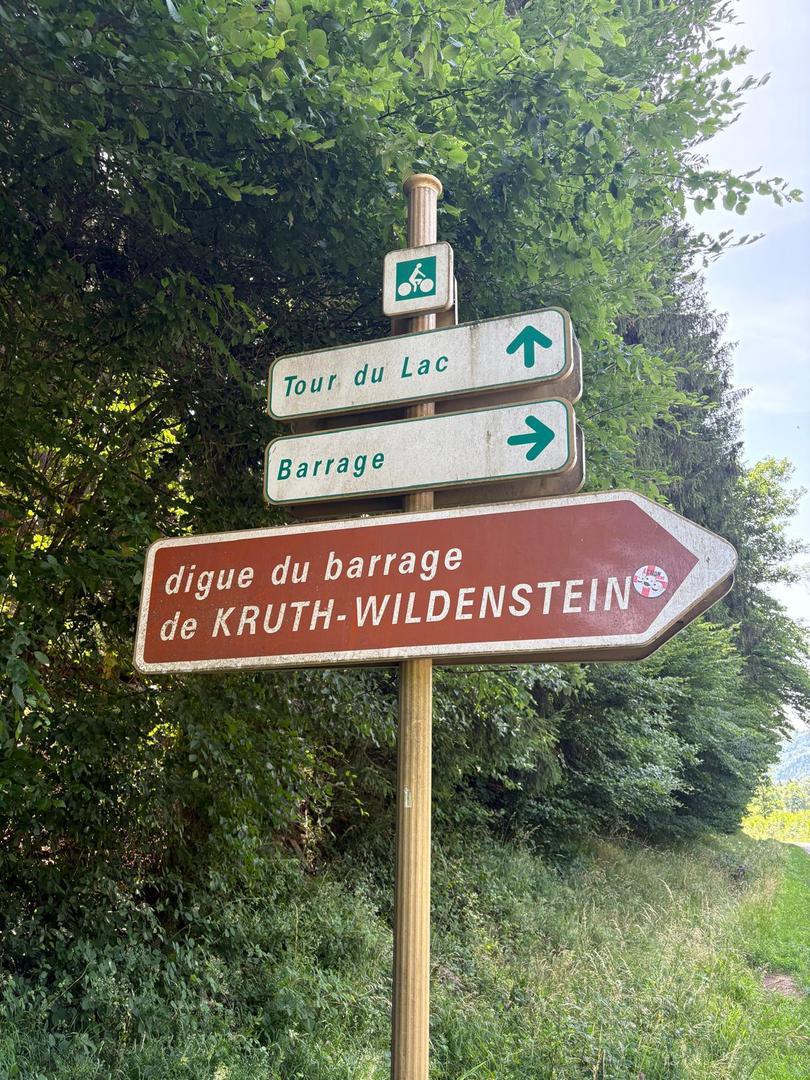 Tour du Lac
Barrage
digue du barrage
de KRUTH-WILDENSTEIN